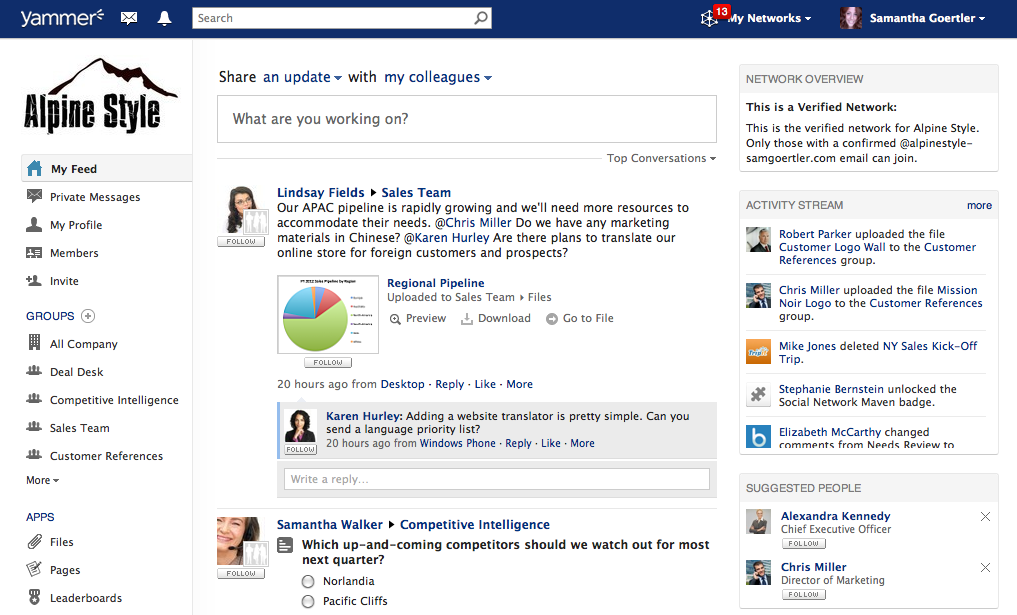 yammer
Search
13
My Networks
Samantha Goertler
Alpine Style
My Feed
Private Messages
My Profile
Members
Invite
GROUPS
All Company
Deal Desk
Competitive Intelligence
Sales Team
Customer References
More
APPS
Files
Pages
Leaderboards
Share an update with my colleagues
What are you working on?
Top Conversations
Lindsay Fields Sales Team
Our APAC pipeline is rapidly growing and we'll need more resources to
accommodate their needs. @Chris Miller Do we have any marketing
materials in Chinese? @Karen Hurley Are there plans to translate our
online store for foreign customers and prospects?
FOLLOW
FY 2012 Sales Pipeline by Region
Regional Pipeline
Uploaded to Sales Team Files
Preview Download Go to File
FOLLOW
20 hours ago from Desktop · Reply · Like · More
Karen Hurley: Adding a website translator is pretty simple. Can you
send a language priority list?
20 hours ago from Windows Phone · Reply · Like · More
FOLLOW
Write a reply...
Samantha Walker Competitive Intelligence
Which up-and-coming competitors should we watch out for most
next quarter?
FOLLOW
Norlandia
Pacific Cliffs
NETWORK OVERVIEW
This is a Verified Network:
This is the verified network for Alpine Style.
Only those with a confirmed @alpinestyle-
samgoertler.com email can join.
ACTIVITY STREAM more
Robert Parker uploaded the file
Customer Logo Wall to the Customer
References group.
Chris Miller uploaded the file Mission
Noir Logo to the Customer References
group.
Mike Jones deleted NY Sales Kick-Off
Trip.
TripIt
Stephanie Bernstein unlocked the
Social Network Maven badge.
Elizabeth McCarthy changed
comments from Needs Review to
b
SUGGESTED PEOPLE
Alexandra Kennedy
Chief Executive Officer
FOLLOW
Chris Miller
Director of Marketing
FOLLOW